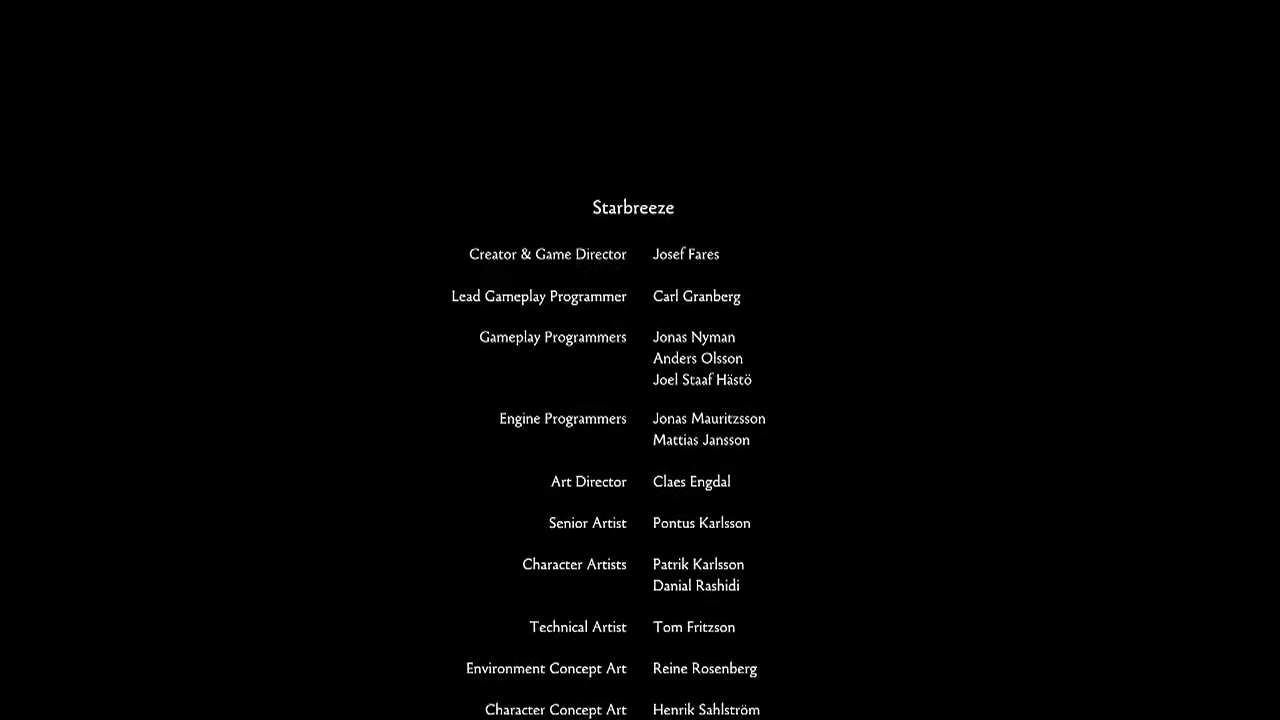 Starbreeze
Creator & Game Director Josef Fares
Lead Gameplay Programmer Carl Granberg
Gameplay Programmers Jonas Nyman
Anders Olsson
Joel Staaf Hästö
Engine Programmers Jonas Mauritzsson
Mattias Jansson
Art Director Claes Engdal
Senior Artist Pontus Karlsson
Character Artists Patrik Karlsson
Danial Rashidi
Technical Artist Tom Fritzson
Environment Concept Art Reine Rosenberg
Character Concept Art Henrik Sahlström